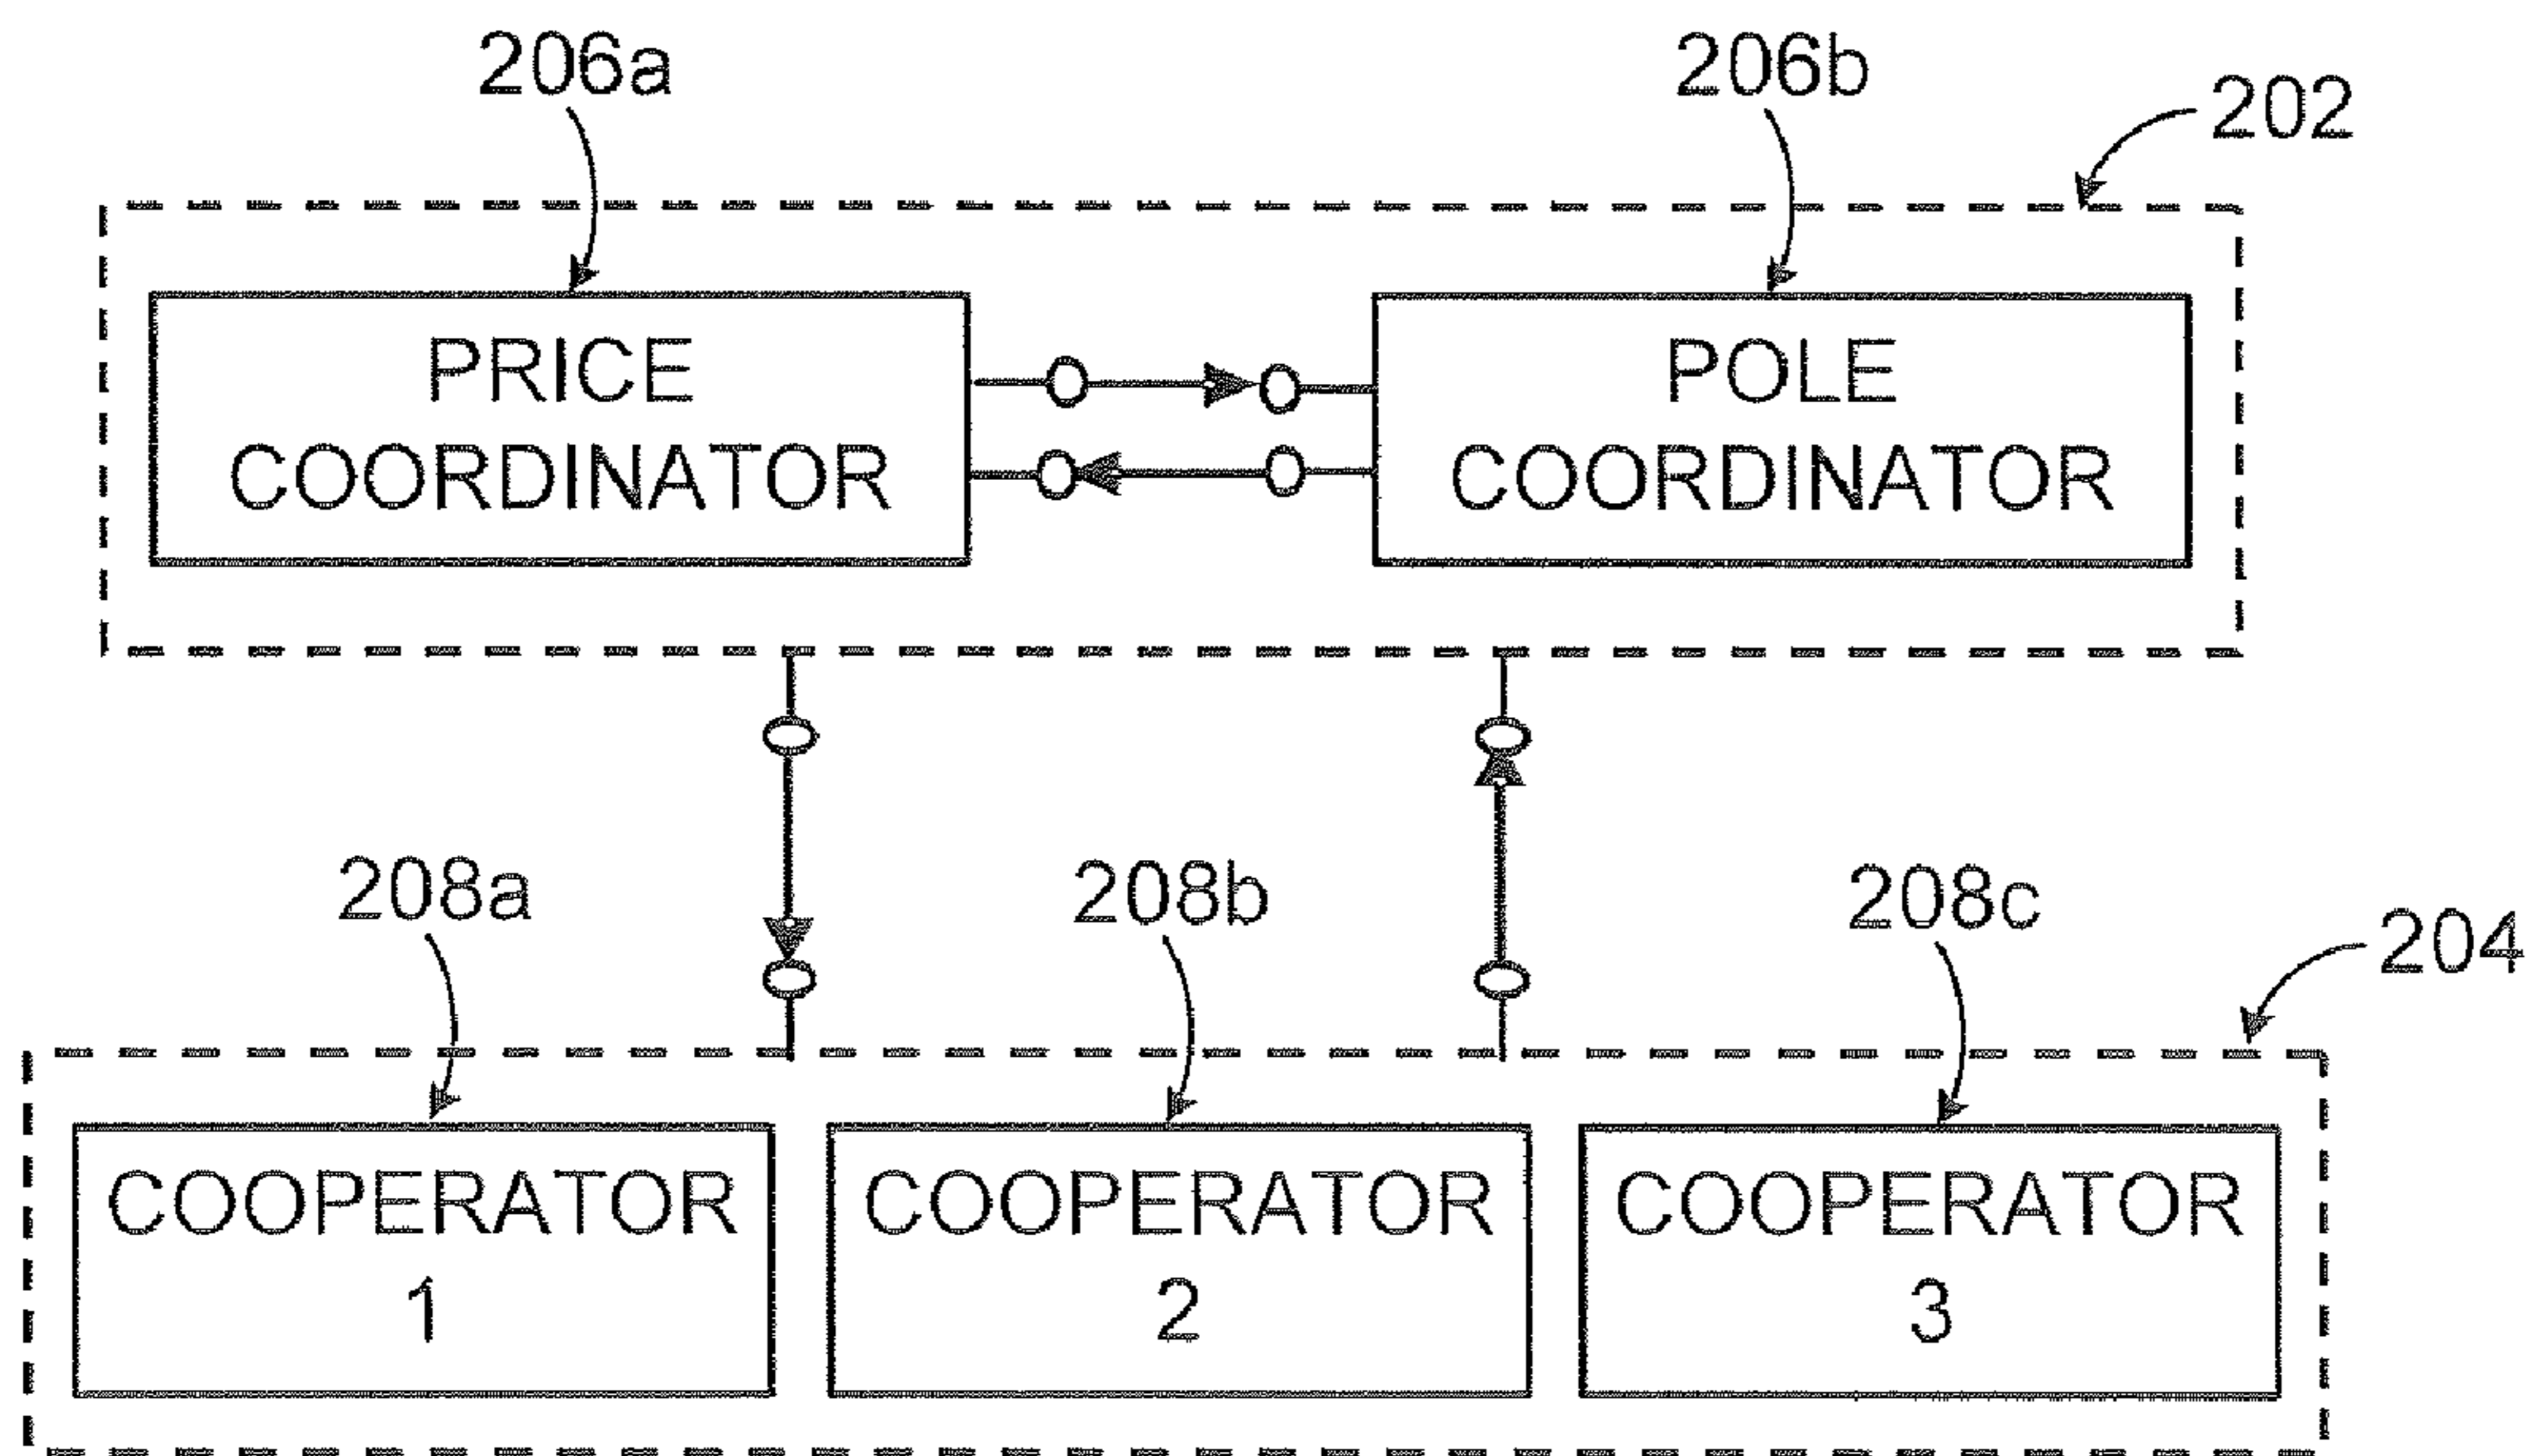 206a
206b
202
PRICE
COORDINATOR
POLE
COORDINATOR
208a
208b
208c
204
COOPERATOR
1
COOPERATOR
2
COOPERATOR
3